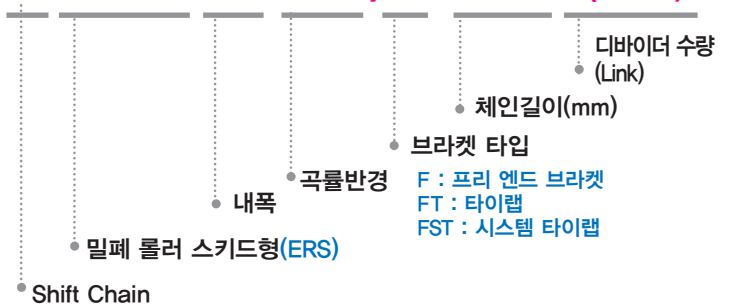 디바이더 수량
(Link)
체인길이(mm)
브라켓 타입
곡률반경
F : 프리 엔드 브라켓
FT : 타이랩
FST : 시스템 타이랩
내폭
밀폐 롤러 스키드형(ERS)
Shift Chain